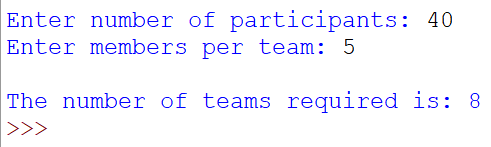 Enter number of participants: 40
Enter members per team: 5
The number of teams required is: 8
>>>